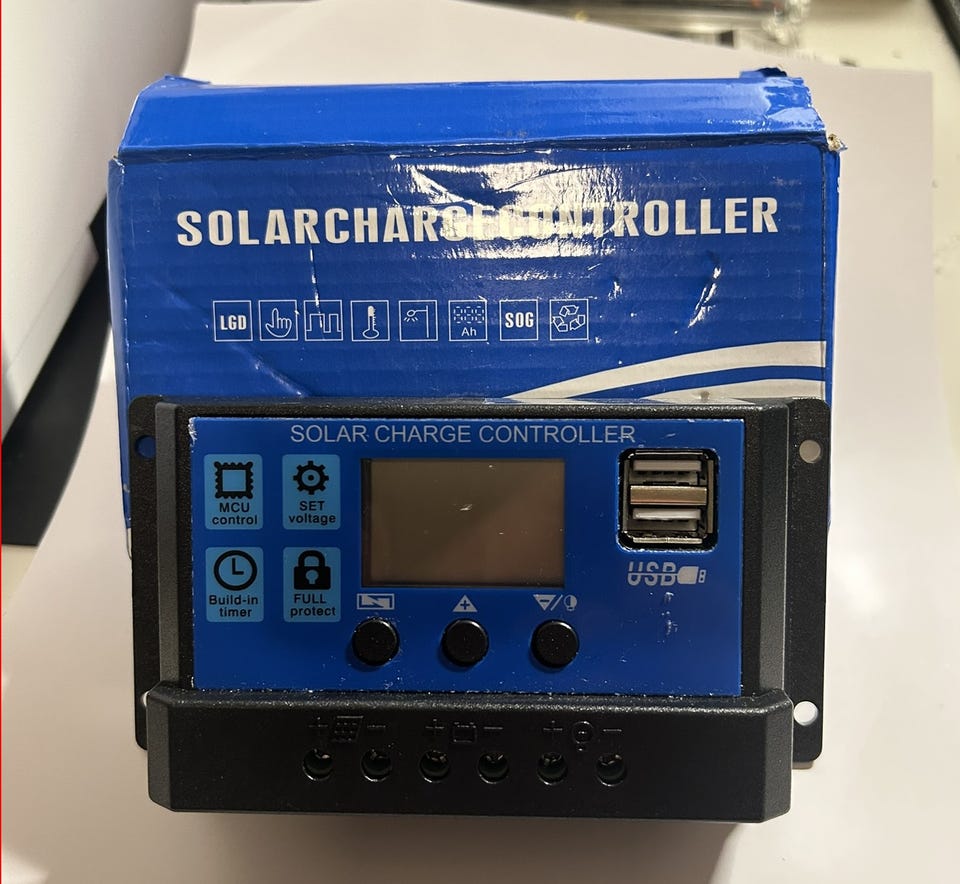 SOLARCHARGECONTROLLER
LGD
Ah
SOG
SOLAR CHARGE CONTROLLER
MCU
control
SET
voltage
Build-in
timer
FULL
protect
USB